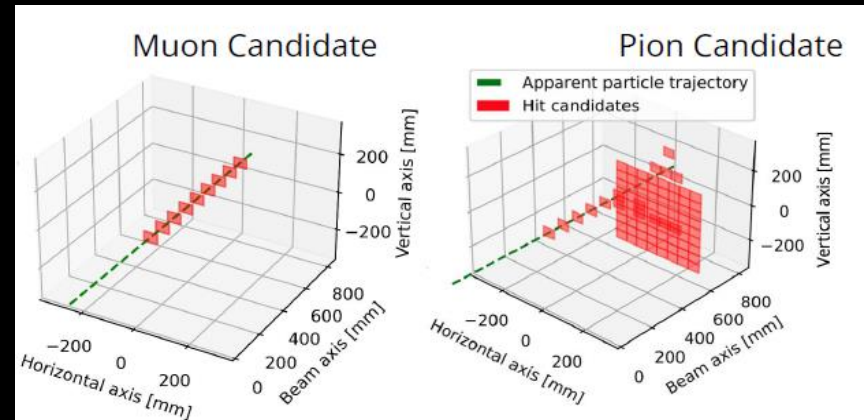 Muon Candidate
200
0
−200
Vertical axis [mm]
−200
0
200
Horizontal axis [mm]
0
200
400
600
800
Beam axis [mm]
Pion Candidate
Apparent particle trajectory
Hit candidates
200
0
−200
Vertical axis [mm]
−200
0
200
Horizontal axis [mm]
0
200
400
600
800
Beam axis [mm]